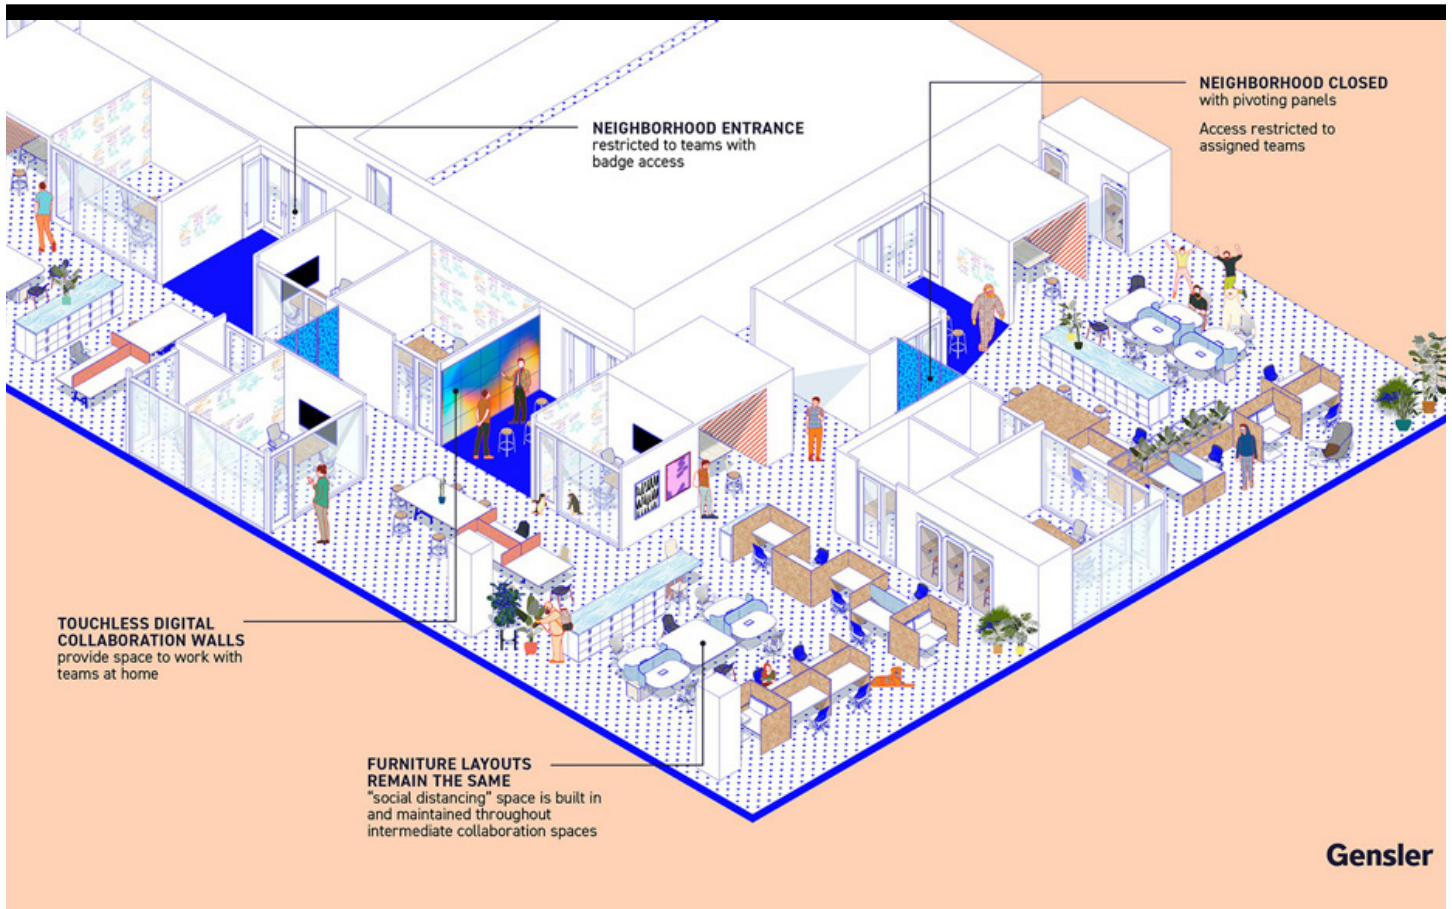 NEIGHBORHOOD CLOSED
with pivoting panels
Access restricted to
assigned teams
NEIGHBORHOOD ENTRANCE
restricted to teams with
badge access
TOUCHLESS DIGITAL
COLLABORATION WALLS
provide space to work with
teams at home
FURNITURE LAYOUTS
REMAIN THE SAME
"social distancing" space is built in
and maintained throughout
intermediate collaboration spaces
Gensler